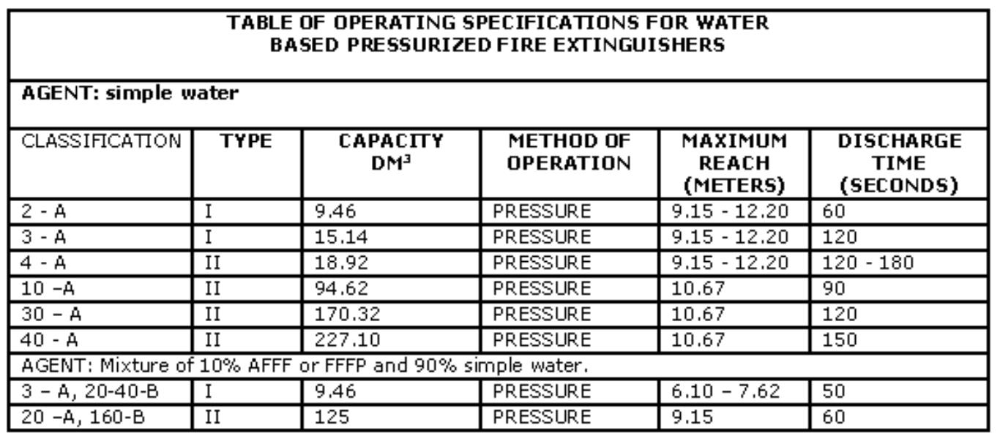 TABLE OF OPERATING SPECIFICATIONS FOR WATER
BASED PRESSURIZED FIRE EXTINGUISHERS
AGENT: simple water
CLASSIFICATION TYPE CAPACITY DM³ METHOD OF OPERATION MAXIMUM REACH (METERS) DISCHARGE TIME (SECONDS)
2 - A I 9.46 PRESSURE 9.15 - 12.20 60
3 - A I 15.14 PRESSURE 9.15 - 12.20 120
4 - A II 18.92 PRESSURE 9.15 - 12.20 120 - 180
10 –A II 94.62 PRESSURE 10.67 90
30 – A II 170.32 PRESSURE 10.67 120
40 - A II 227.10 PRESSURE 10.67 150
AGENT: Mixture of 10% AFFF or FFFP and 90% simple water.
3 – A, 20-40-B I 9.46 PRESSURE 6.10 – 7.62 50
20 –A, 160-B II 125 PRESSURE 9.15 60